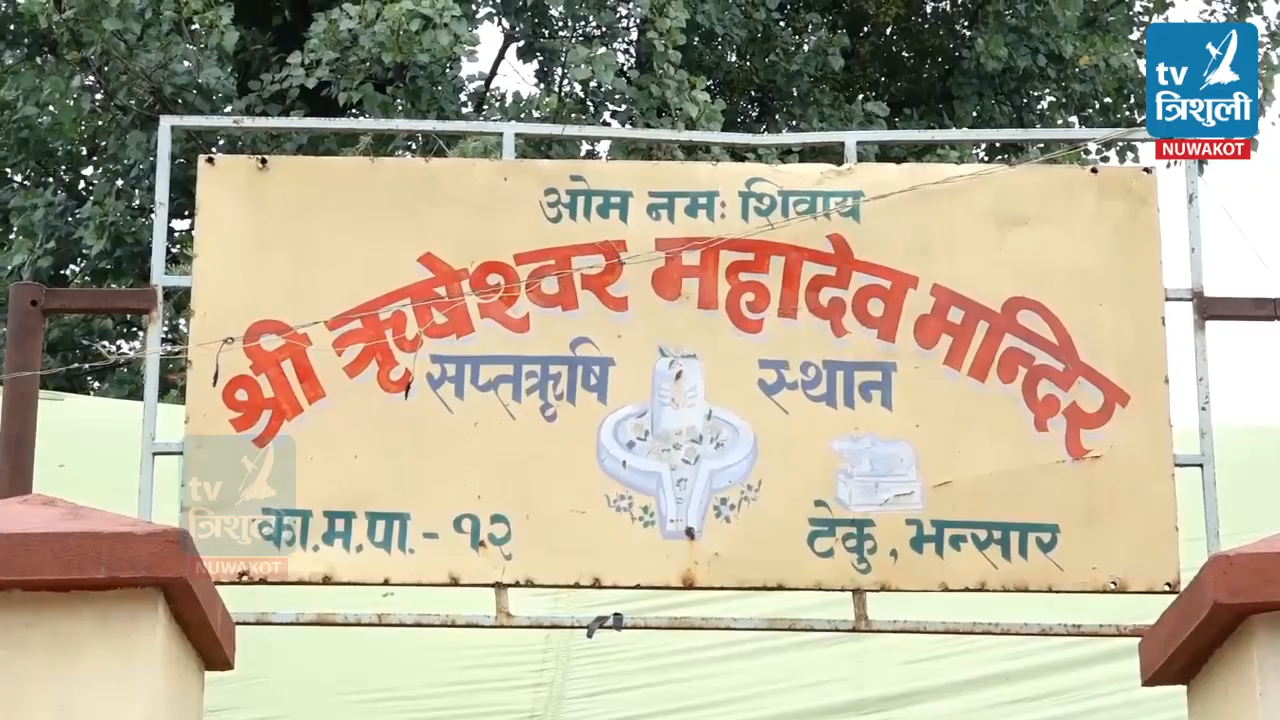 tv
त्रिशुली
NUWAKOT
ओम नमः शिवाय
श्री ऋषेश्वर महादेव मन्दिर
सप्तऋषि स्थान
का.म.पा.- १२
टेकु, भन्सार
tv
त्रिशुली
NUWAKOT